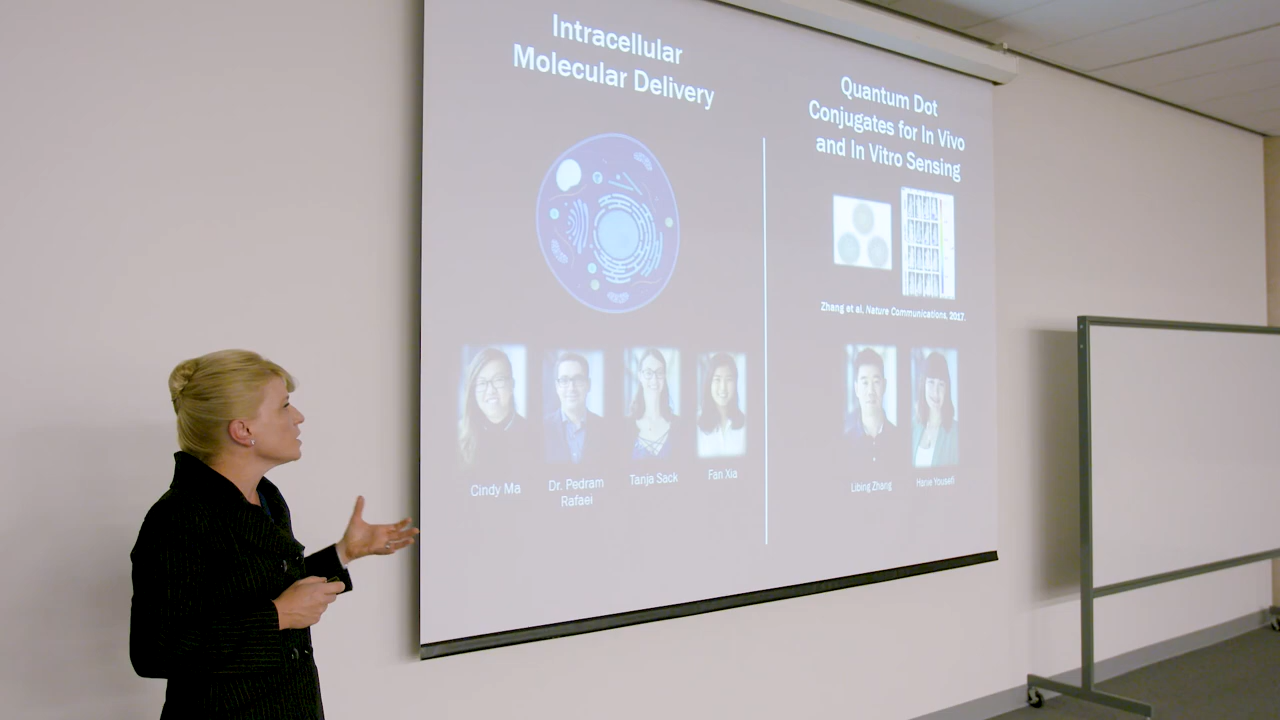 Intracellular
Molecular Delivery
Cindy Ma
Dr. Pedram
Rafaei
Tanja Sack
Fan Xia
Quantum Dot
Conjugates for In Vivo
and In Vitro Sensing
Zhang et al, Nature Communications, 2017.
Libing Zhang
Hanie Yousefi